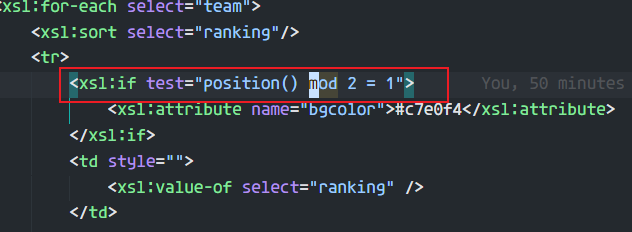 <xsl:for-each select="team">
<xsl:sort select="ranking"/>
<tr>
<xsl:if test="position() mod 2 = 1"> You, 50 minutes
<xsl:attribute name="bgcolor">#c7e0f4</xsl:attribute>
</xsl:if>
<td style="">
<xsl:value-of select="ranking" />
</td>